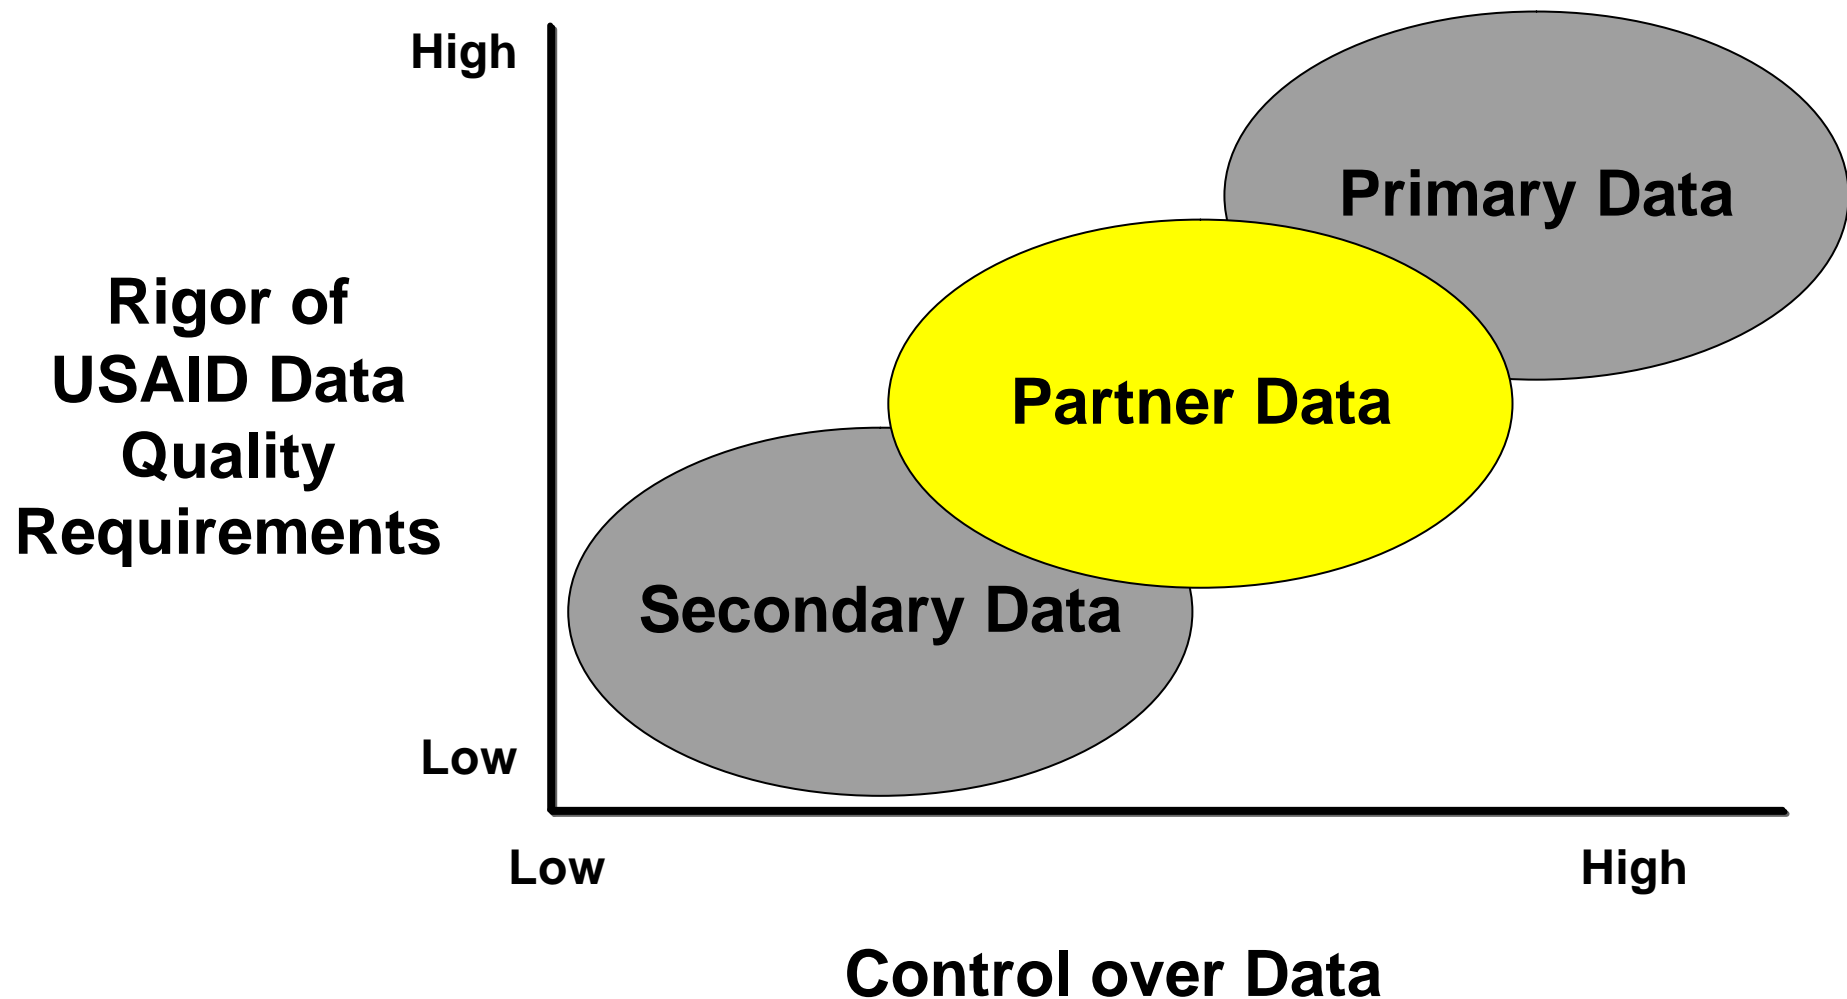 High
Primary Data
Rigor of
USAID Data
Quality
Requirements
Partner Data
Secondary Data
Low
Low
High
Control over Data